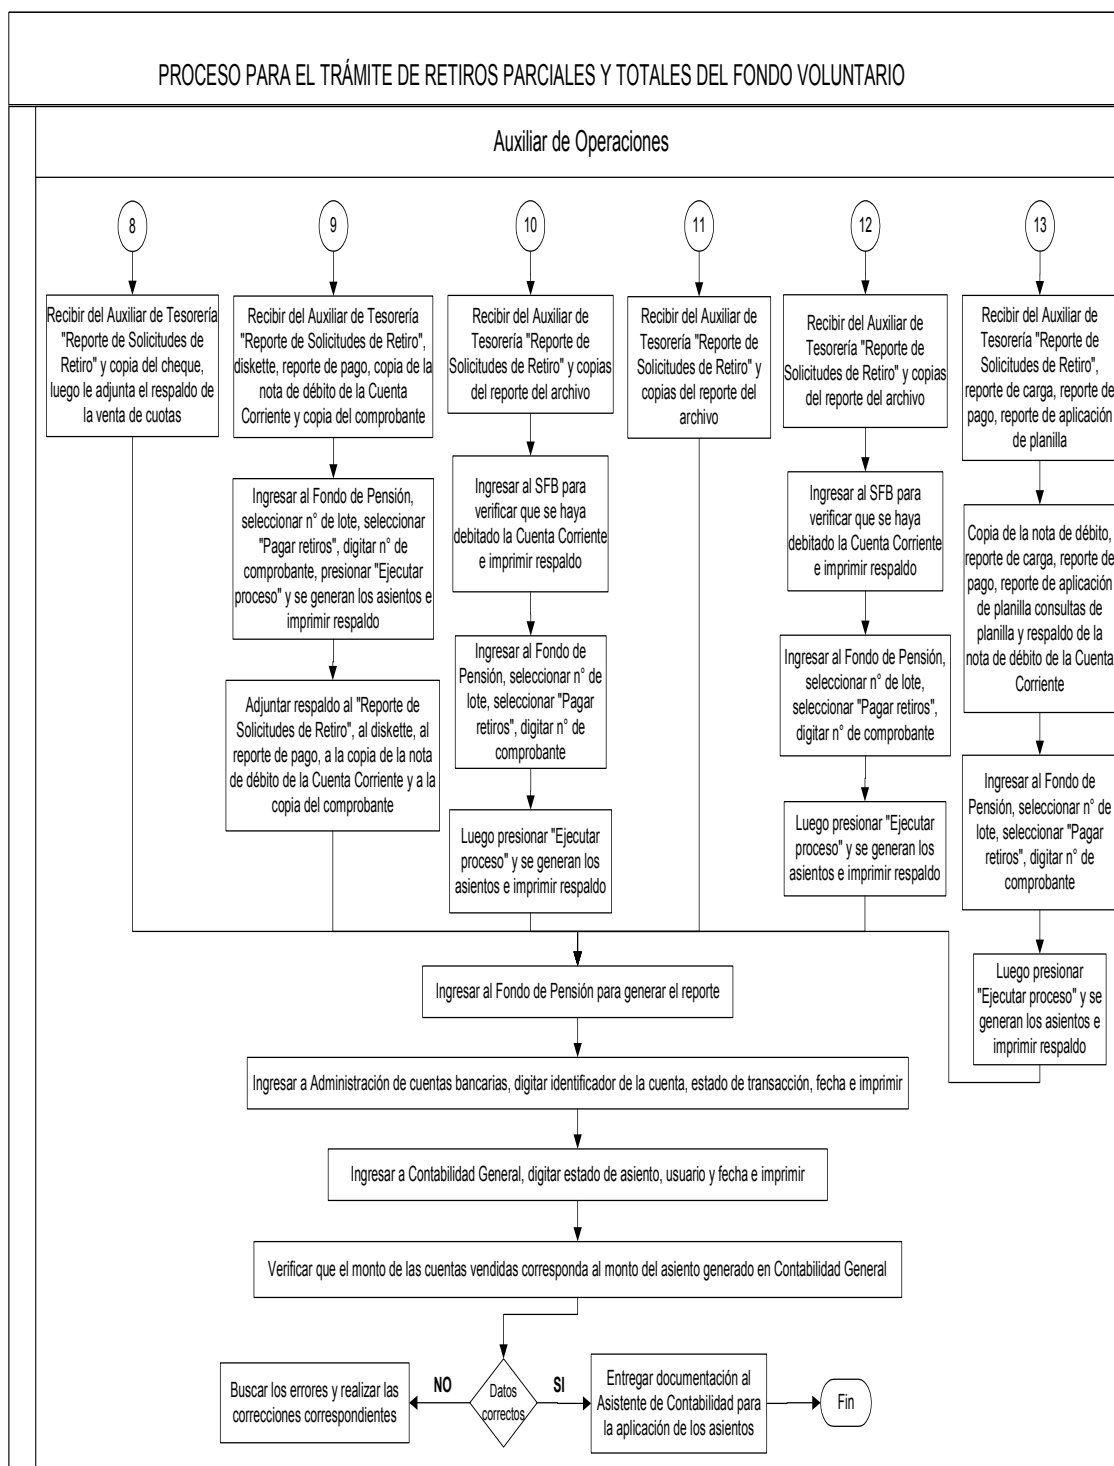 PROCESO PARA EL TRÁMITE DE RETIROS PARCIALES Y TOTALES DEL FONDO VOLUNTARIO
Auxiliar de Operaciones
8
Recibir del Auxiliar de Tesorería
"Reporte de Solicitudes de
Retiro" y copia del cheque,
luego le adjunta el respaldo de
la venta de cuotas
9
Recibir del Auxiliar de Tesorería
"Reporte de Solicitudes de Retiro",
diskette, reporte de pago, copia de la
nota de débito de la Cuenta
Corriente y copia del comprobante
Ingresar al Fondo de Pensión,
seleccionar n° de lote, seleccionar
"Pagar retiros", digitar n° de
comprobante, presionar "Ejecutar
proceso" y se generan los asientos e
imprimir respaldo
Adjuntar respaldo al "Reporte de
Solicitudes de Retiro", al diskette, al
reporte de pago, a la copia de la nota
de débito de la Cuenta Corriente y a la
copia del comprobante
10
Recibir del Auxiliar de
Tesorería "Reporte de
Solicitudes de Retiro" y copias
del reporte del archivo
Ingresar al SFB para
verificar que se haya
debitado la Cuenta Corriente
e imprimir respaldo
Ingresar al Fondo de
Pensión, seleccionar n° de
lote, seleccionar "Pagar
retiros", digitar n° de
comprobante
Luego presionar "Ejecutar
proceso" y se generan los
asientos e imprimir respaldo
11
Recibir del Auxiliar de
Tesorería "Reporte de
Solicitudes de Retiro" y
copias del reporte del
archivo
12
Recibir del Auxiliar de
Tesorería "Reporte de
Solicitudes de Retiro" y copias
del reporte del archivo
Ingresar al SFB para
verificar que se haya
debitado la Cuenta Corriente
e imprimir respaldo
Ingresar al Fondo de Pensión,
seleccionar n° de lote,
seleccionar "Pagar retiros",
digitar n° de comprobante
Luego presionar "Ejecutar
proceso" y se generan los
asientos e imprimir respaldo
13
Recibir del Auxiliar de
Tesorería "Reporte de
Solicitudes de Retiro",
reporte de carga, reporte de
pago, reporte de aplicación
de planilla
Copia de la nota de débito,
reporte de carga, reporte de
pago, reporte de aplicación
de planilla consultas de
planilla y respaldo de la
nota de débito de la Cuenta
Corriente
Ingresar al Fondo de
Pensión, seleccionar n° de
lote, seleccionar "Pagar
retiros", digitar n° de
comprobante
Luego presionar
"Ejecutar proceso" y se
generan los asientos e
imprimir respaldo
Ingresar al Fondo de Pensión para generar el reporte
Ingresar a Administración de cuentas bancarias, digitar identificador de la cuenta, estado de transacción, fecha e imprimir
Ingresar a Contabilidad General, digitar estado de asiento, usuario y fecha e imprimir
Verificar que el monto de las cuentas vendidas corresponda al monto del asiento generado en Contabilidad General
Datos
correctos
NO
Buscar los errores y realizar las
correcciones correspondientes
SI
Entregar documentación al
Asistente de Contabilidad para
la aplicación de los asientos
Fin